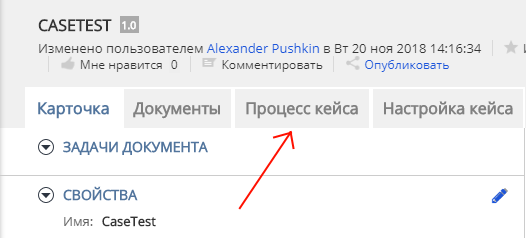 CASETEST 1.0
Изменено пользователем Alexander Pushkin в Вт 20 ноя 2018 14:16:34
Мне нравится 0 Комментировать Опубликовать
Карточка Документы Процесс кейса Настройка кейса
ЗАДАЧИ ДОКУМЕНТА
СВОЙСТВА
Имя: CaseTest